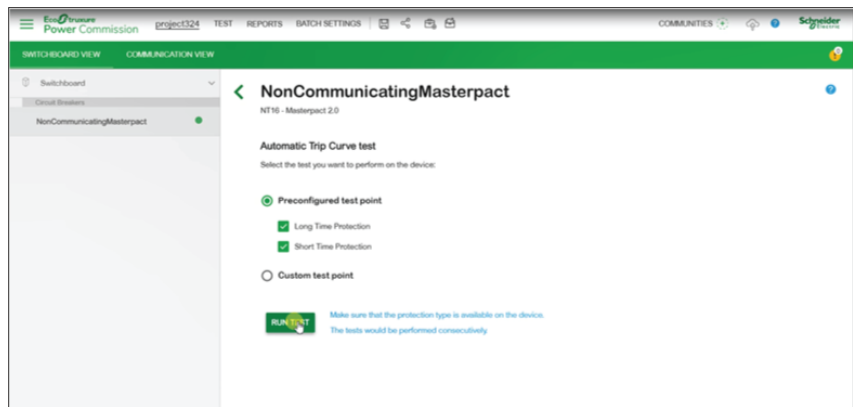 EcoStruxure
Power Commission
project324 TEST REPORTS BATCH SETTINGS COMMUNITIES
Schneider
Electric
SWITCHBOARD VIEW COMMUNICATION VIEW
Switchboard
Circuit Breakers
NonCommunicatingMasterpact
NonCommunicatingMasterpact
NT16 - Masterpact 2.0
Automatic Trip Curve test
Select the test you want to perform on the device:
Preconfigured test point
Long Time Protection
Short Time Protection
Custom test point
RUN TEST
Make sure that the protection type is available on the device.
The tests would be performed consecutively.